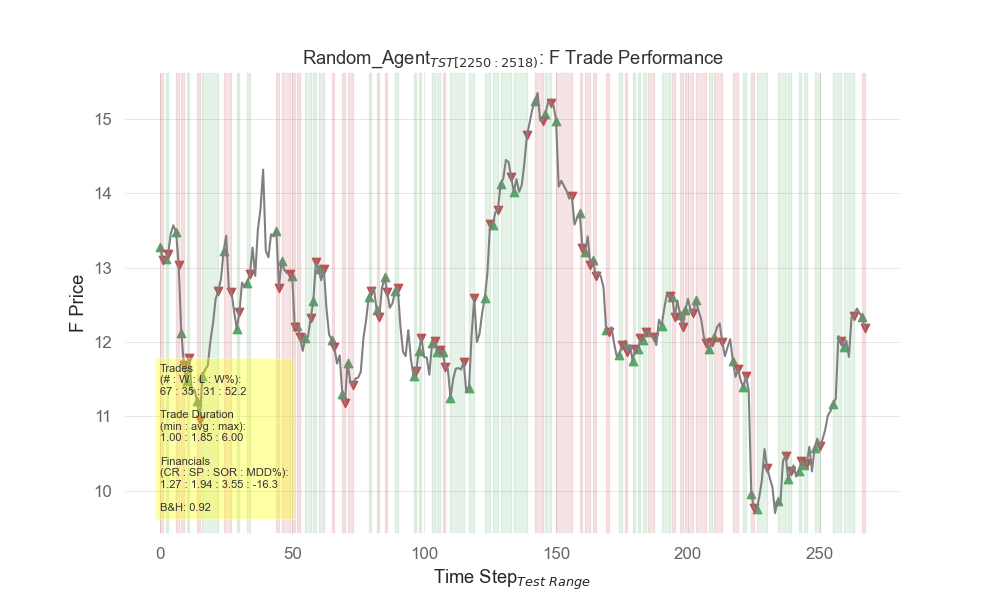 Random_Agent TST[2250 : 2518) : F Trade Performance
15
14
13
12
11
10
F Price
Trades
(# : W : L : W%):
67 : 35 : 31 : 52.2
Trade Duration
(min : avg : max):
1.00 : 1.85 : 6.00
Financials
(CR : SP : SOR : MDD%):
1.27 : 1.94 : 3.55 : -16.3
B&H: 0.92
0 50 100 150 200 250
Time Step Test Range